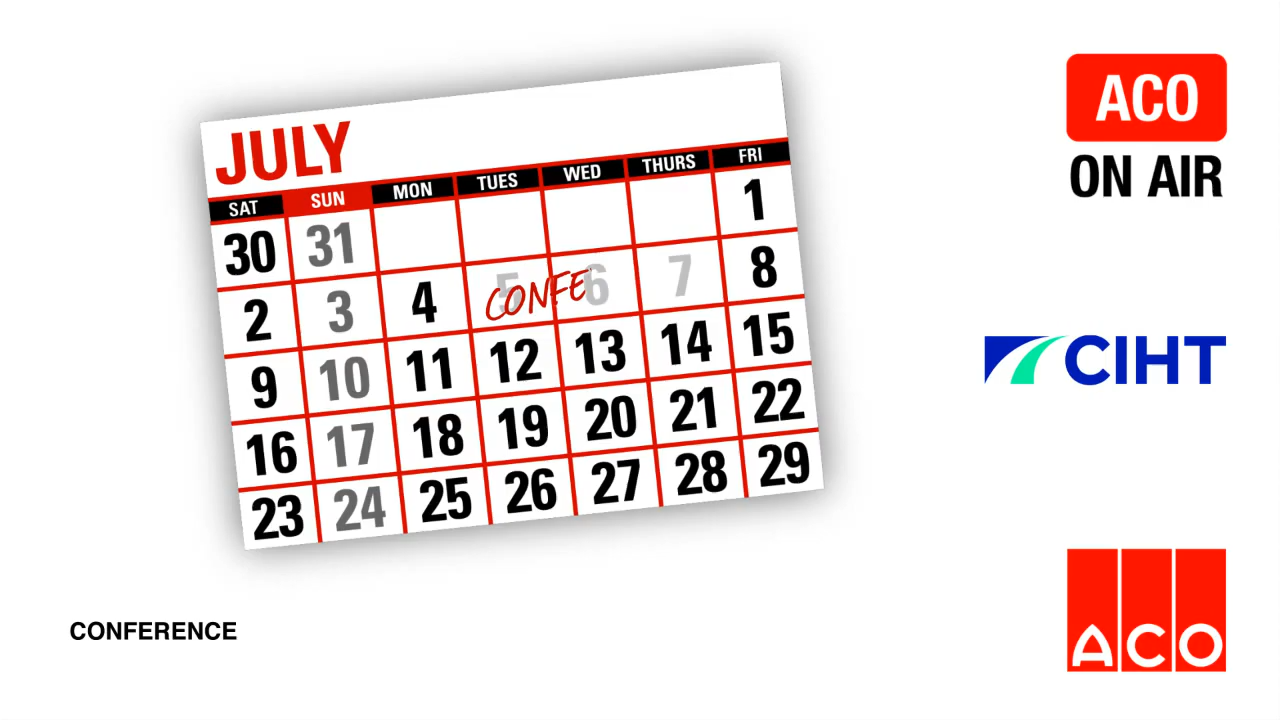 JULY
SAT SUN MON TUES WED THURS FRI
30 31 1
2 3 4 5 6 7 8
CONFE
9 10 11 12 13 14 15
16 17 18 19 20 21 22
23 24 25 26 27 28 29
CONFERENCE
ACO
ON AIR
CIHT
ACO